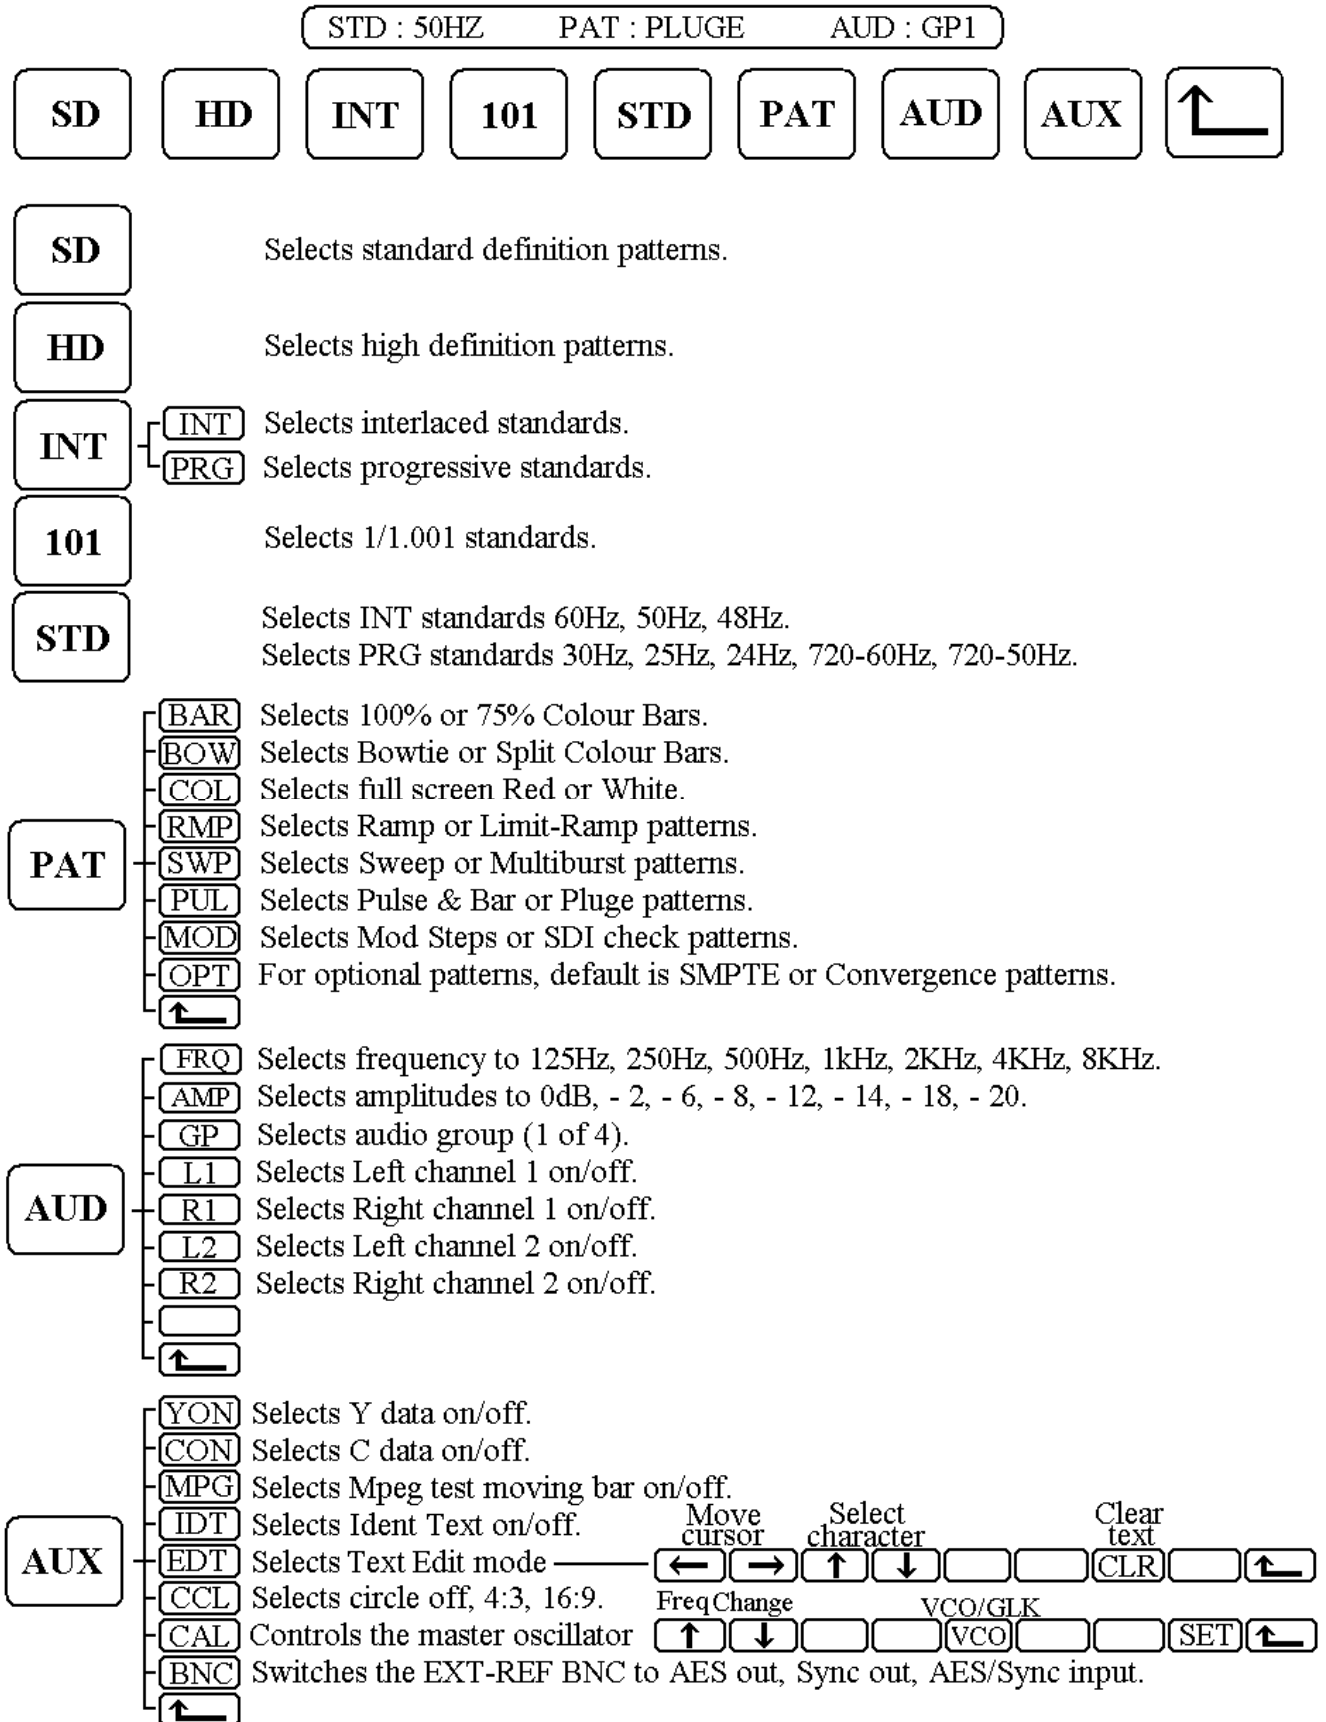 STD : 50HZ PAT : PLUGE AUD : GP1
SD HD INT 101 STD PAT AUD AUX
SD Selects standard definition patterns.
HD Selects high definition patterns.
INT
INT Selects interlaced standards.
PRG Selects progressive standards.
101 Selects 1/1.001 standards.
STD
Selects INT standards 60Hz, 50Hz, 48Hz.
Selects PRG standards 30Hz, 25Hz, 24Hz, 720-60Hz, 720-50Hz.
PAT
BAR Selects 100% or 75% Colour Bars.
BOW Selects Bowtie or Split Colour Bars.
COL Selects full screen Red or White.
RMP Selects Ramp or Limit-Ramp patterns.
SWP Selects Sweep or Multiburst patterns.
PUL Selects Pulse & Bar or Pluge patterns.
MOD Selects Mod Steps or SDI check patterns.
OPT For optional patterns, default is SMPTE or Convergence patterns.
AUD
FRQ Selects frequency to 125Hz, 250Hz, 500Hz, 1kHz, 2KHz, 4KHz, 8KHz.
AMP Selects amplitudes to 0dB, - 2, - 6, - 8, - 12, - 14, - 18, - 20.
GP Selects audio group (1 of 4).
L1 Selects Left channel 1 on/off.
R1 Selects Right channel 1 on/off.
L2 Selects Left channel 2 on/off.
R2 Selects Right channel 2 on/off.
AUX
YON Selects Y data on/off.
CON Selects C data on/off.
MPG Selects Mpeg test moving bar on/off.
IDT Selects Ident Text on/off.
Move cursor
Select character
Clear text
EDT Selects Text Edit mode ← → ↑ ↓ CLR
CCL Selects circle off, 4:3, 16:9.
Freq Change VCO/GLK
CAL Controls the master oscillator ↑ ↓ VCO SET
BNC Switches the EXT-REF BNC to AES out, Sync out, AES/Sync input.